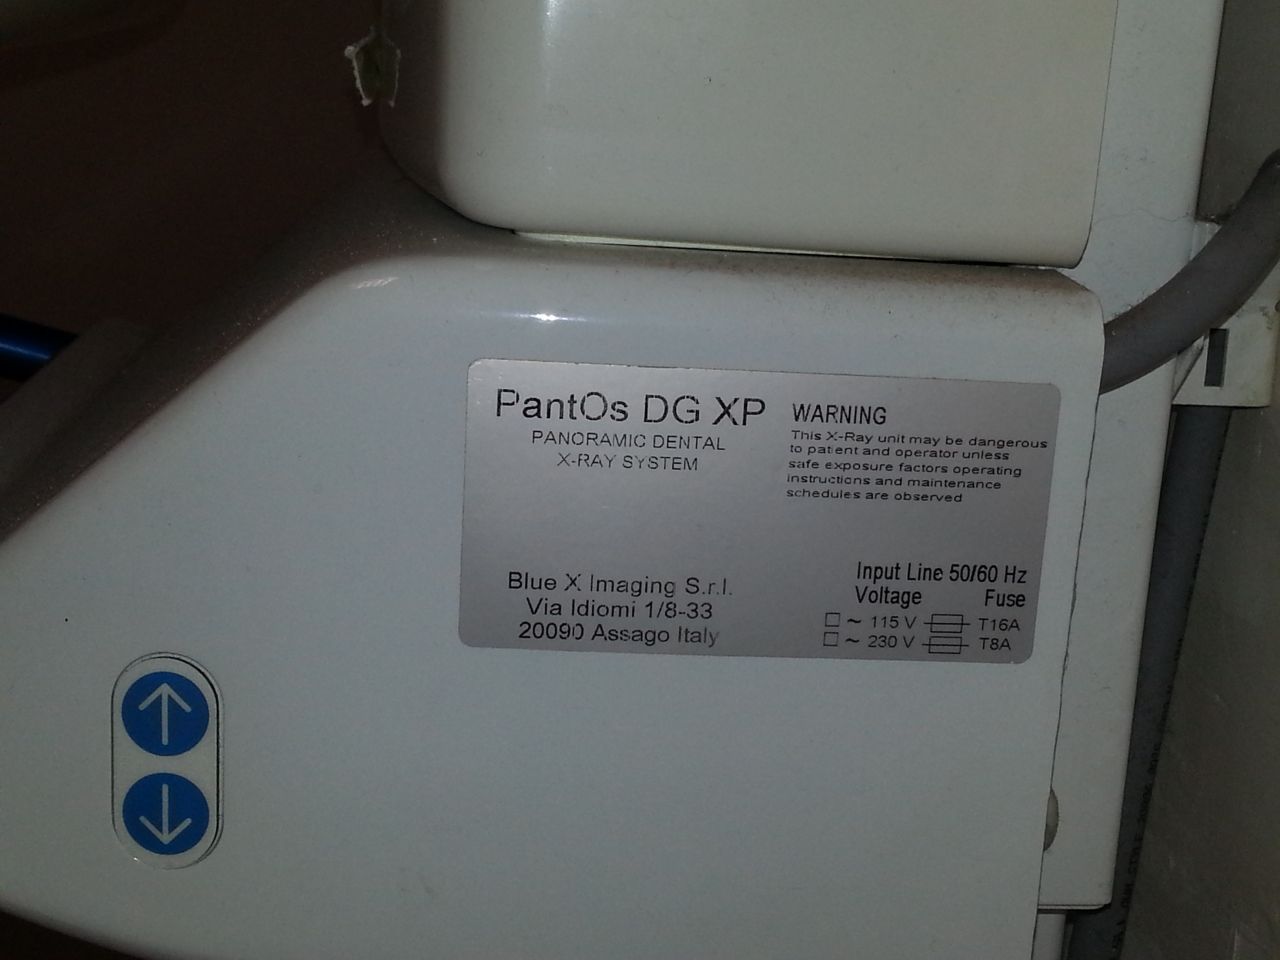 PantOs DG XP
PANORAMIC DENTAL
X-RAY SYSTEM
WARNING
This X-Ray unit may be dangerous
to patient and operator unless
safe exposure factors operating
instructions and maintenance
schedules are observed
Blue X Imaging S.r.l.
Via Idiomi 1/8-33
20090 Assago Italy
Input Line 50/60 Hz
Voltage Fuse
~ 115 V T16A
~ 230 V T8A